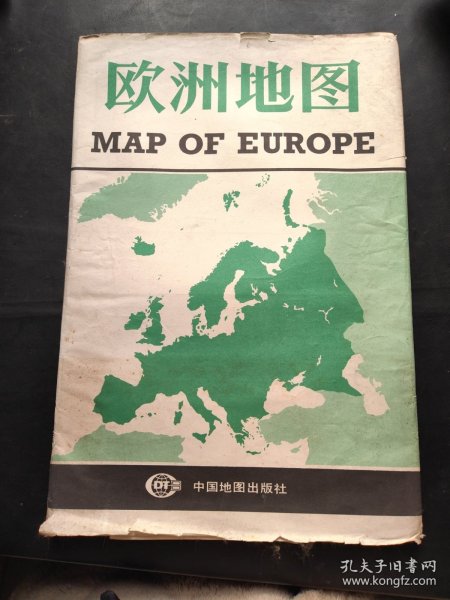 欧洲地图
MAP OF EUROPE
中国地图出版社
孔夫子旧书网
www.kongfz.com